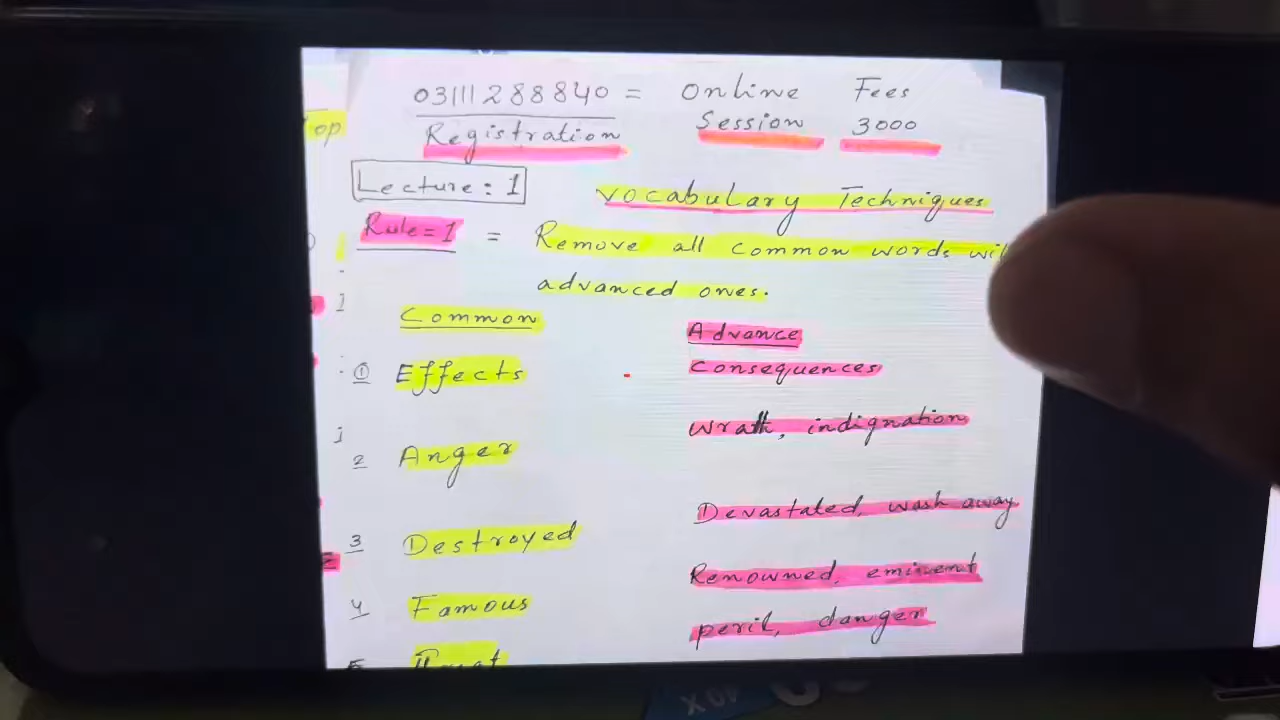 03111288840 = Online Fees
Registration Session 3000
Top
Lecture: 1
Vocabulary Techniques
Rule=1 = Remove all common words
advanced ones.
Common
Advance
① Effects Consequences
2 Anger Wrath, indignation
3 Destroyed Devastated, wash away
4 Famous Renowned, eminent
5 peril, danger